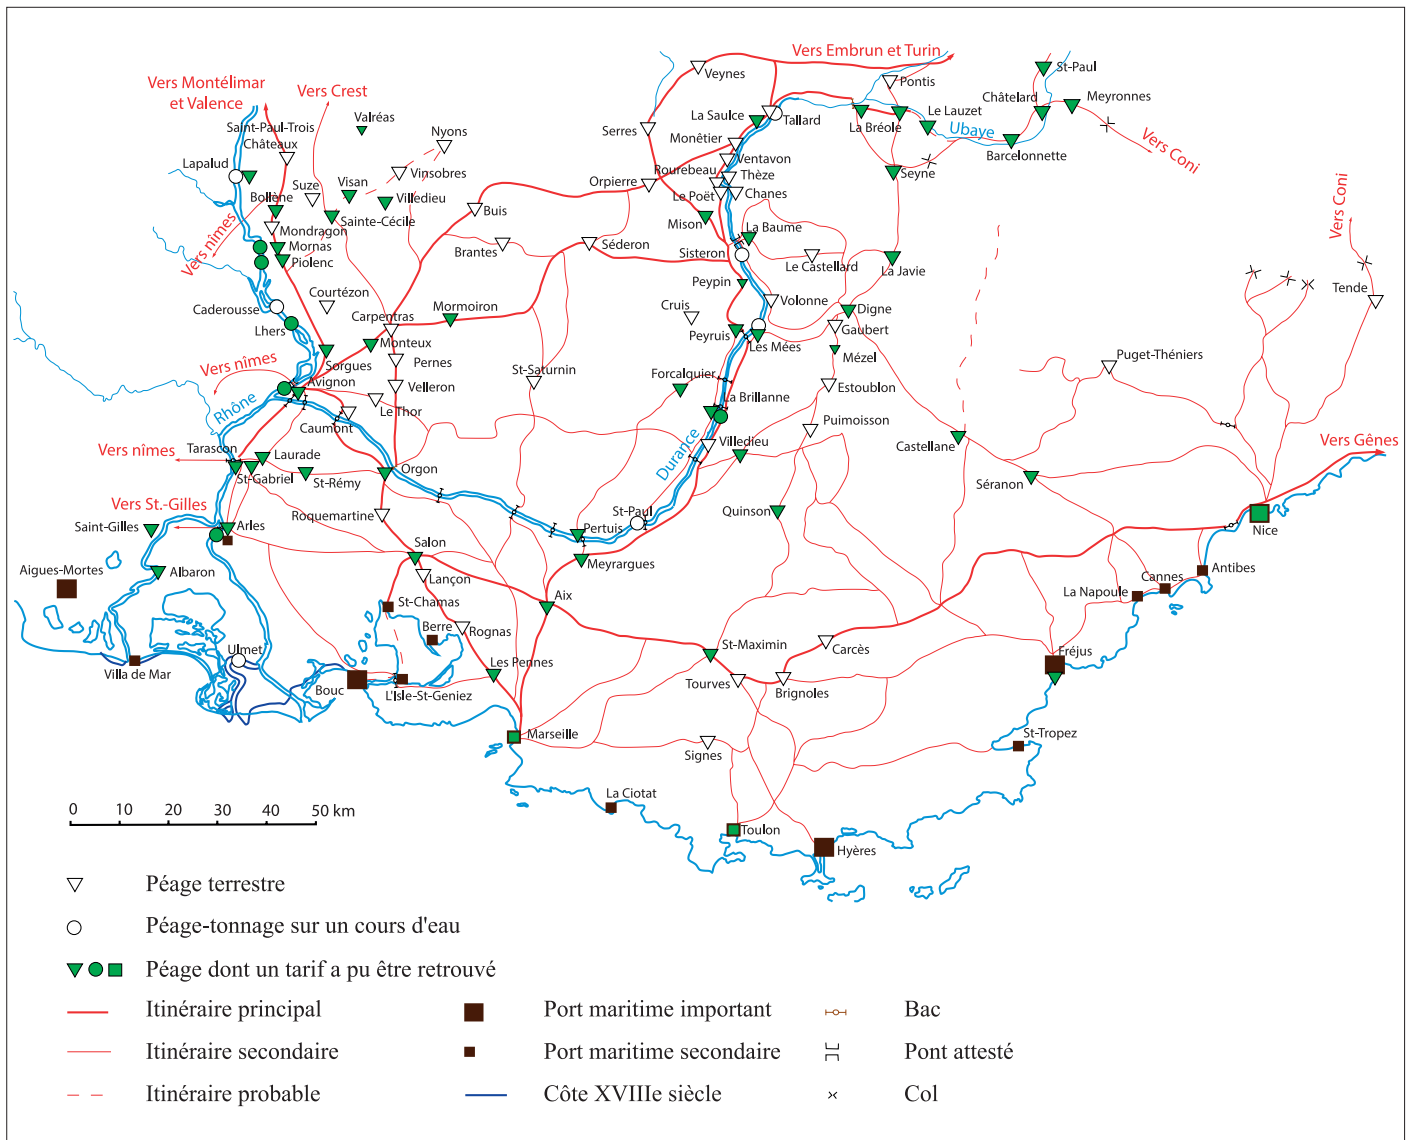 Vers Embrun et Turin
Veynes
St-Paul
Vers Montélimar
et Valence
Vers Crest
Pontis
Châtelard
Meyronnes
Valréas
La Saulce
Tallard
Le Lauzet
La Bréole
Ubaye
Saint-Paul-Trois
Châteaux
Nyons
Serres
Monêtier
Barcelonnette
Vers Coni
Lapalud
Ventavon
Vinsobres
Rourebeau
Thèze
Seyne
Suze
Visan
Orpierre
Le Poët
Chanes
Bollène
Villedieu
Buis
Vers Coni
Mondragon
Sainte-Cécile
Mison
La Baume
Vers nîmes
Mornas
Brantes
Séderon
Sisteron
Piolenc
Le Castellard
La Javie
Peypin
Tende
Courtézon
Caderousse
Mormoiron
Cruis
Volonne
Digne
Carpentras
Lhers
Gaubert
Monteux
Peyruis
Les Mées
Mézel
Puget-Théniers
Vers nîmes
Sorgues
Pernes
St-Saturnin
Forcalquier
Avignon
Velleron
Estoublon
La Brillanne
Rhône
Le Thor
Caumont
Puimoisson
Durance
Villedieu
Castellane
Vers Gênes
Tarascon
Laurade
Vers nîmes
St-Gabriel
St-Rémy
Orgon
Séranon
Vers St.-Gilles
Roquemartine
St-Paul
Quinson
Saint-Gilles
Arles
Pertuis
Nice
Salon
Meyrargues
Aigues-Mortes
Albaron
Lançon
Antibes
Cannes
La Napoule
St-Chamas
Aix
Berre
Rognas
Ulmet
St-Maximin
Carcès
Fréjus
Villa de Mar
Les Pennes
Bouc
L'Isle-St-Geniez
Tourves
Brignoles
Marseille
Signes
St-Tropez
La Ciotat
Toulon
Hyères
0 10 20 30 40 50 km
Péage terrestre
Péage-tonnage sur un cours d'eau
Péage dont un tarif a pu être retrouvé
Itinéraire principal
Port maritime important
Bac
Itinéraire secondaire
Port maritime secondaire
Pont attesté
Itinéraire probable
Côte XVIIIe siècle
Col